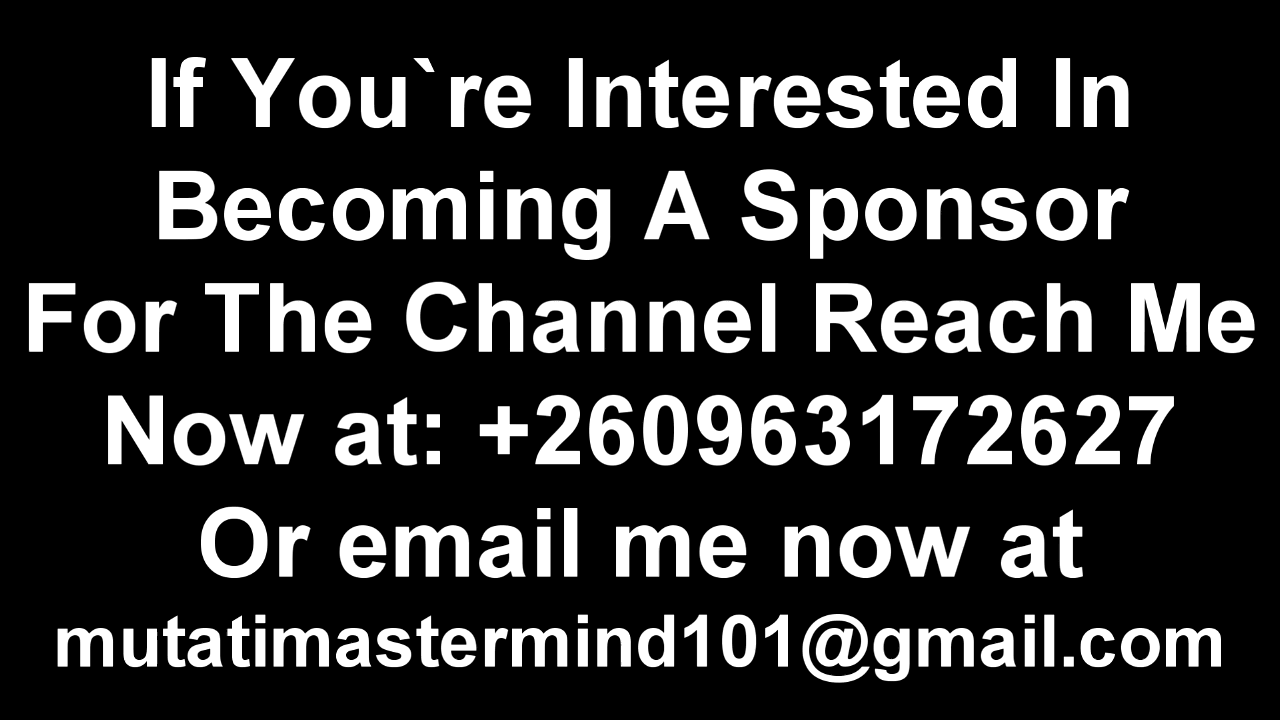 If You`re Interested In
Becoming A Sponsor
For The Channel Reach Me
Now at: +260963172627
Or email me now at
mutatimastermind101@gmail.com